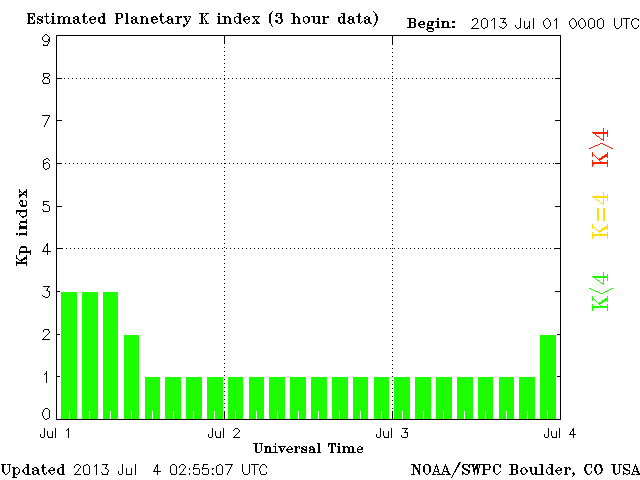 Estimated Planetary K index (3 hour data) Begin: 2013 Jul 01 0000 UTC
9
8
7
6
5
4
3
2
1
0
Kp index
K>4
K=4
K<4
Jul 1 Jul 2 Jul 3 Jul 4
Universal Time
Updated 2013 Jul 4 02:55:07 UTC NOAA/SWPC Boulder, CO USA